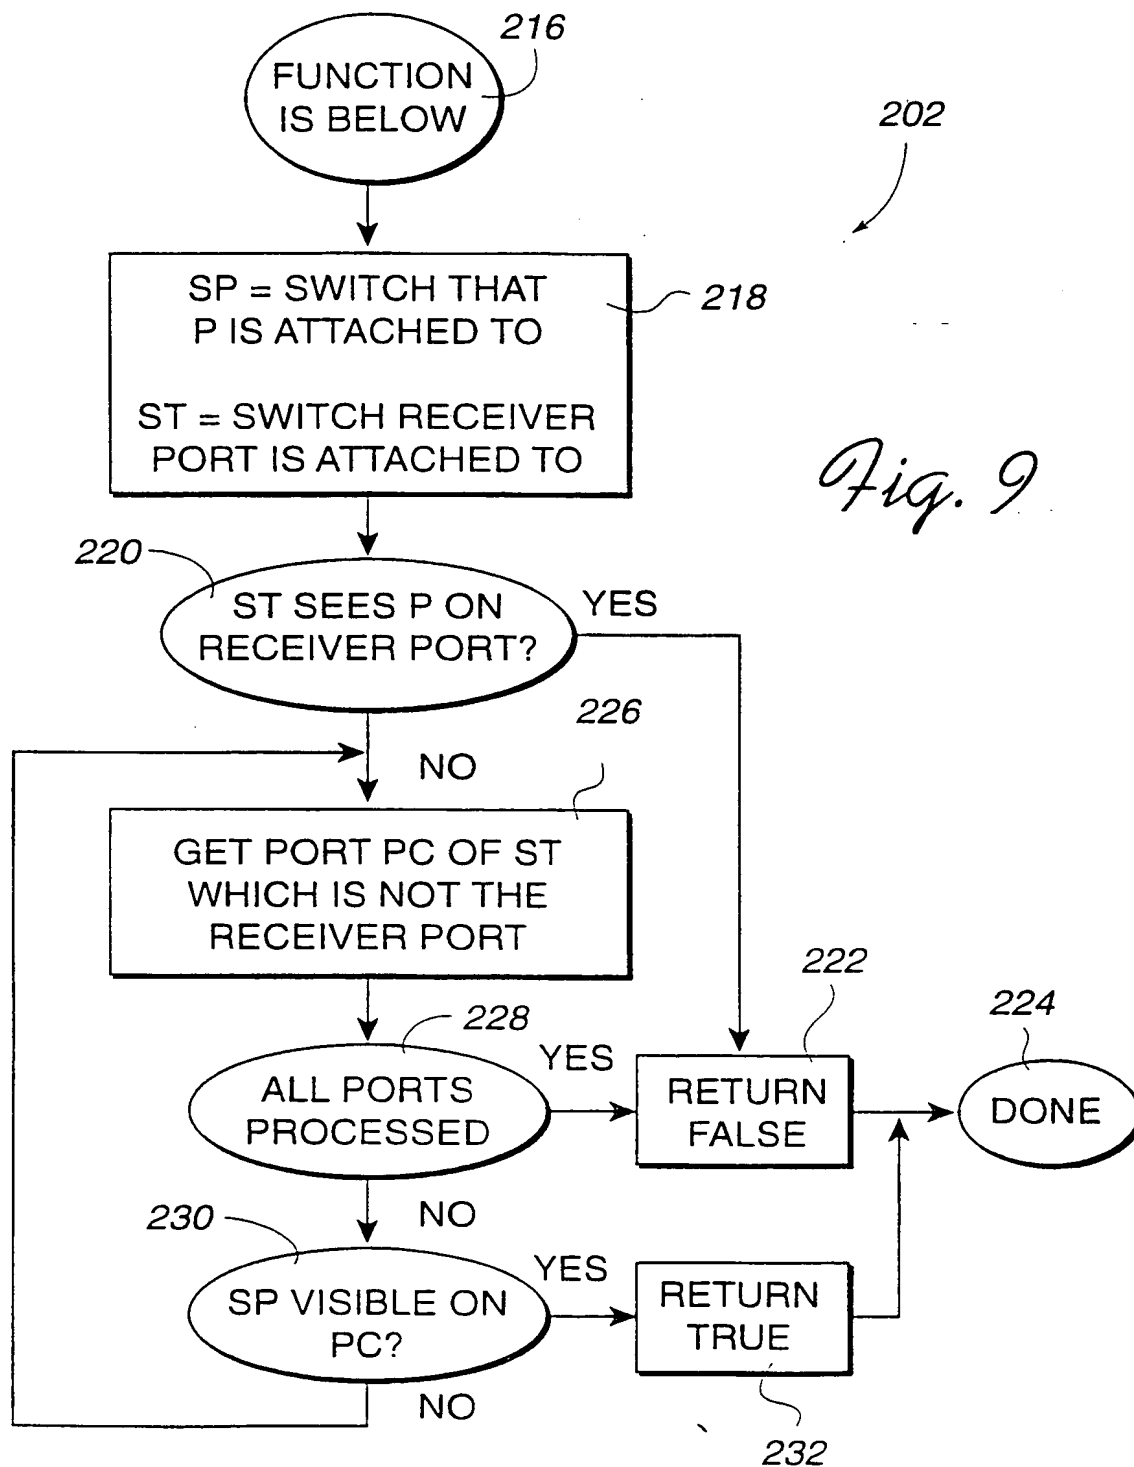 216
FUNCTION
IS BELOW
202
SP = SWITCH THAT
P IS ATTACHED TO
218
ST = SWITCH RECEIVER
PORT IS ATTACHED TO
Fig. 9
220
ST SEES P ON
RECEIVER PORT?
YES
226
NO
GET PORT PC OF ST
WHICH IS NOT THE
RECEIVER PORT
222
224
228
YES
ALL PORTS
PROCESSED
RETURN
FALSE
DONE
NO
230
YES
SP VISIBLE ON
PC?
RETURN
TRUE
NO
232